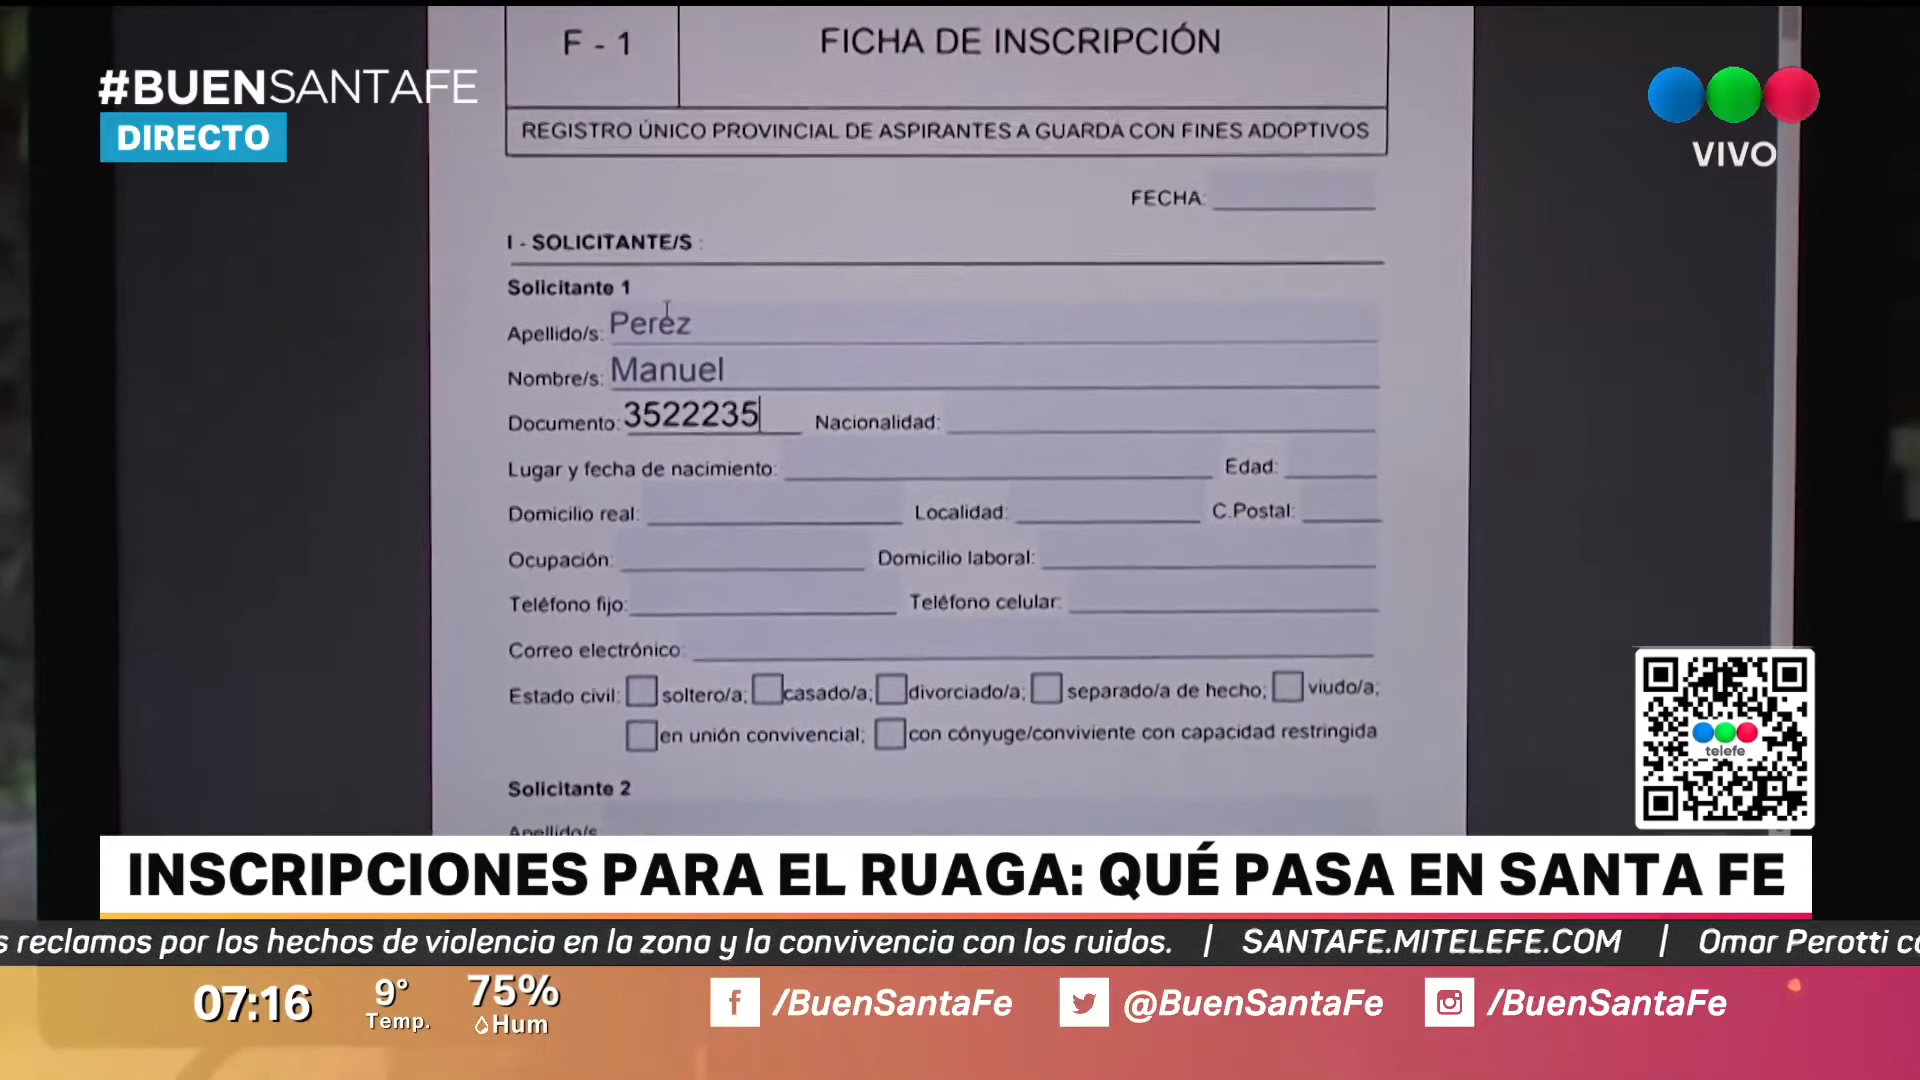 F - 1
FICHA DE INSCRIPCIÓN
#BUENSANTAFE
DIRECTO
VIVO
REGISTRO ÚNICO PROVINCIAL DE ASPIRANTES A GUARDA CON FINES ADOPTIVOS
FECHA:
I - SOLICITANTE/S :
Solicitante 1
Apellido/s: Perez
Nombre/s: Manuel
Documento: 3522235 Nacionalidad:
Lugar y fecha de nacimiento: Edad:
Domicilio real: Localidad: C.Postal:
Ocupación: Domicilio laboral:
Teléfono fijo: Teléfono celular:
Correo electrónico:
Estado civil: soltero/a; casado/a; divorciado/a; separado/a de hecho; viudo/a;
en unión convivencial; con cónyuge/conviviente con capacidad restringida
Solicitante 2
Apellido/s
telefe
INSCRIPCIONES PARA EL RUAGA: QUÉ PASA EN SANTA FE
s reclamos por los hechos de violencia en la zona y la convivencia con los ruidos. | SANTAFE.MITELEFE.COM | Omar Perotti co
07:16 9° Temp. 75% Hum /BuenSantaFe @BuenSantaFe /BuenSantaFe